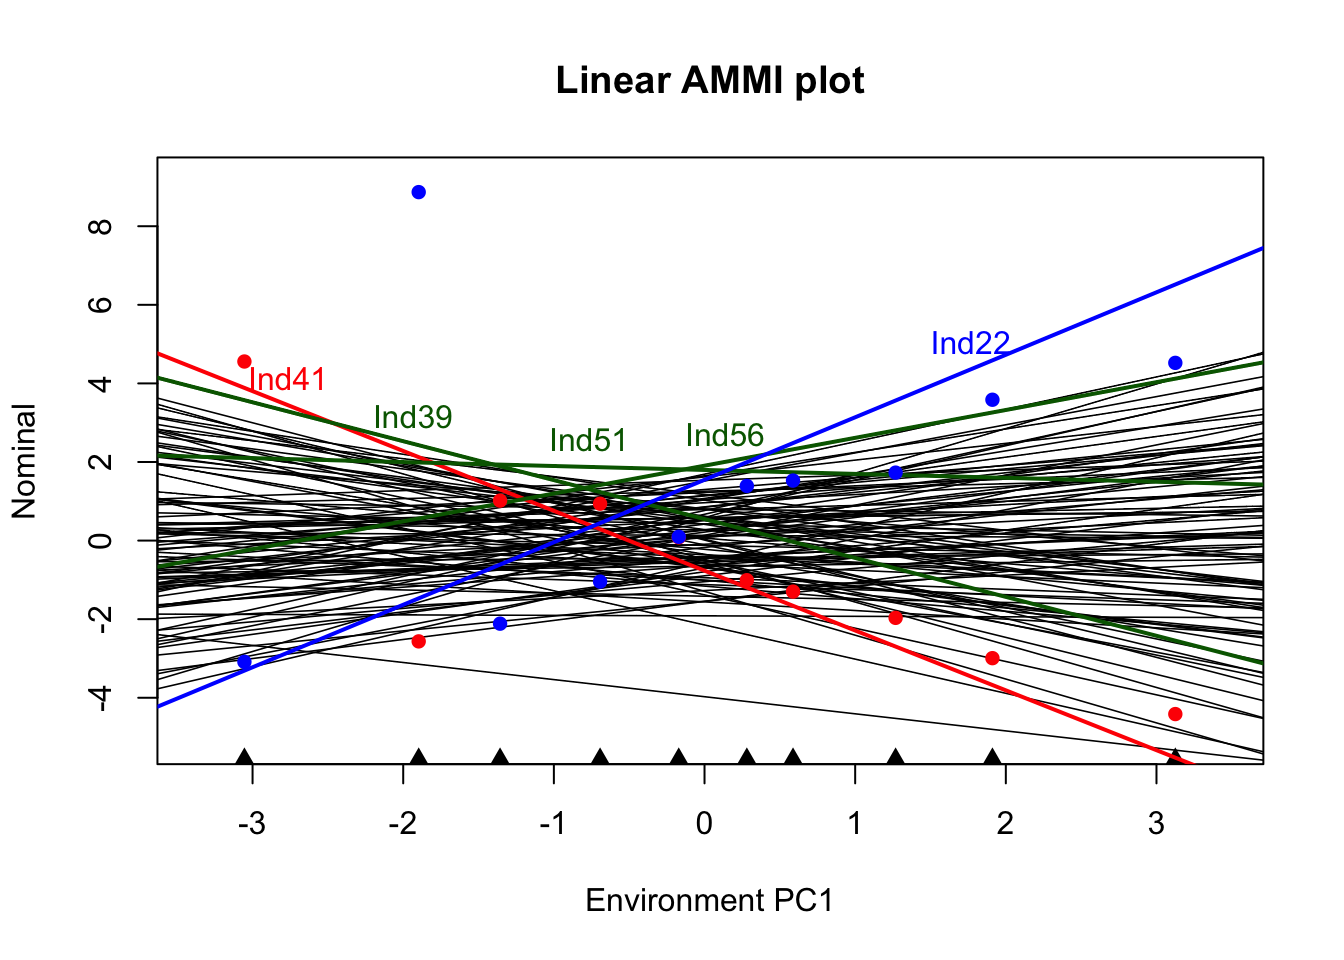 Linear AMMI plot
Nominal
8
6
4
2
0
-2
-4
Ind22
Ind41
Ind39
Ind51
Ind56
-3 -2 -1 0 1 2 3
Environment PC1